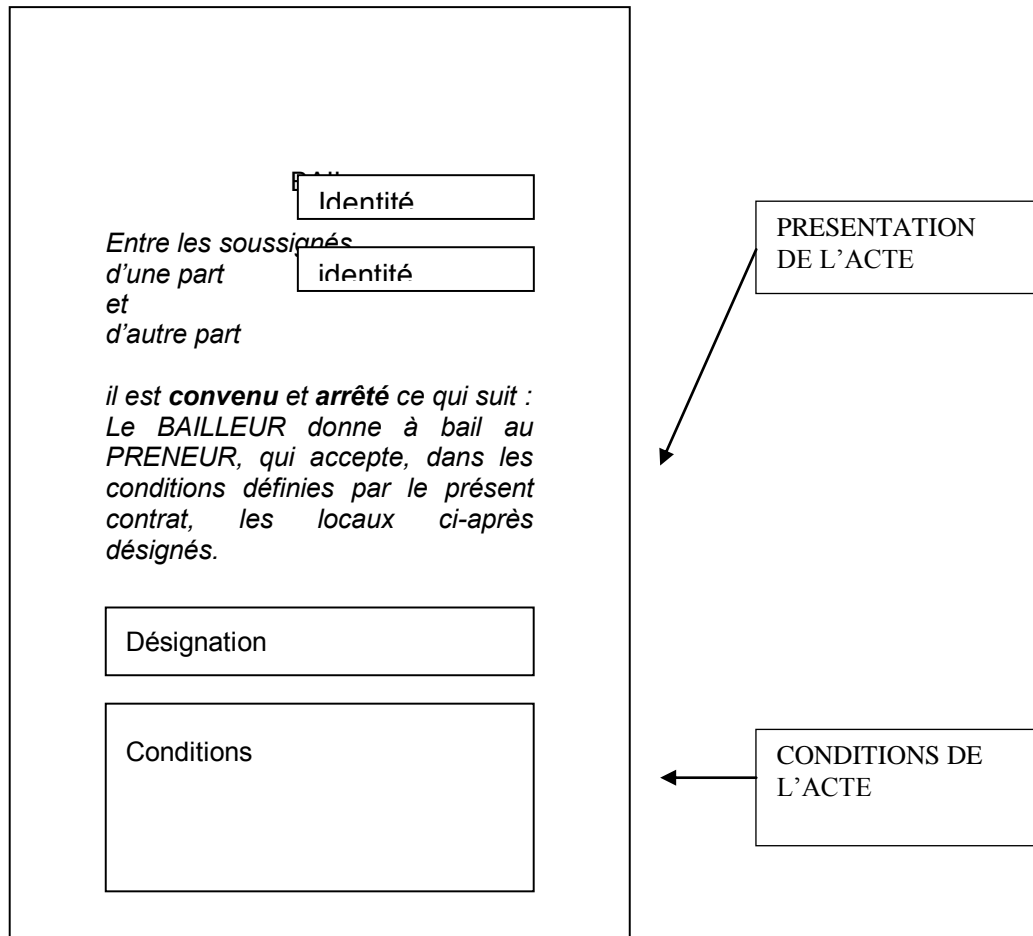 Identité
Entre les soussignés
d'une part
identité
et
d'autre part
il est convenu et arrêté ce qui suit :
Le BAILLEUR donne à bail au
PRENEUR, qui accepte, dans les
conditions définies par le présent
contrat, les locaux ci-après
désignés.
Désignation
Conditions
PRESENTATION
DE L'ACTE
CONDITIONS DE
L'ACTE